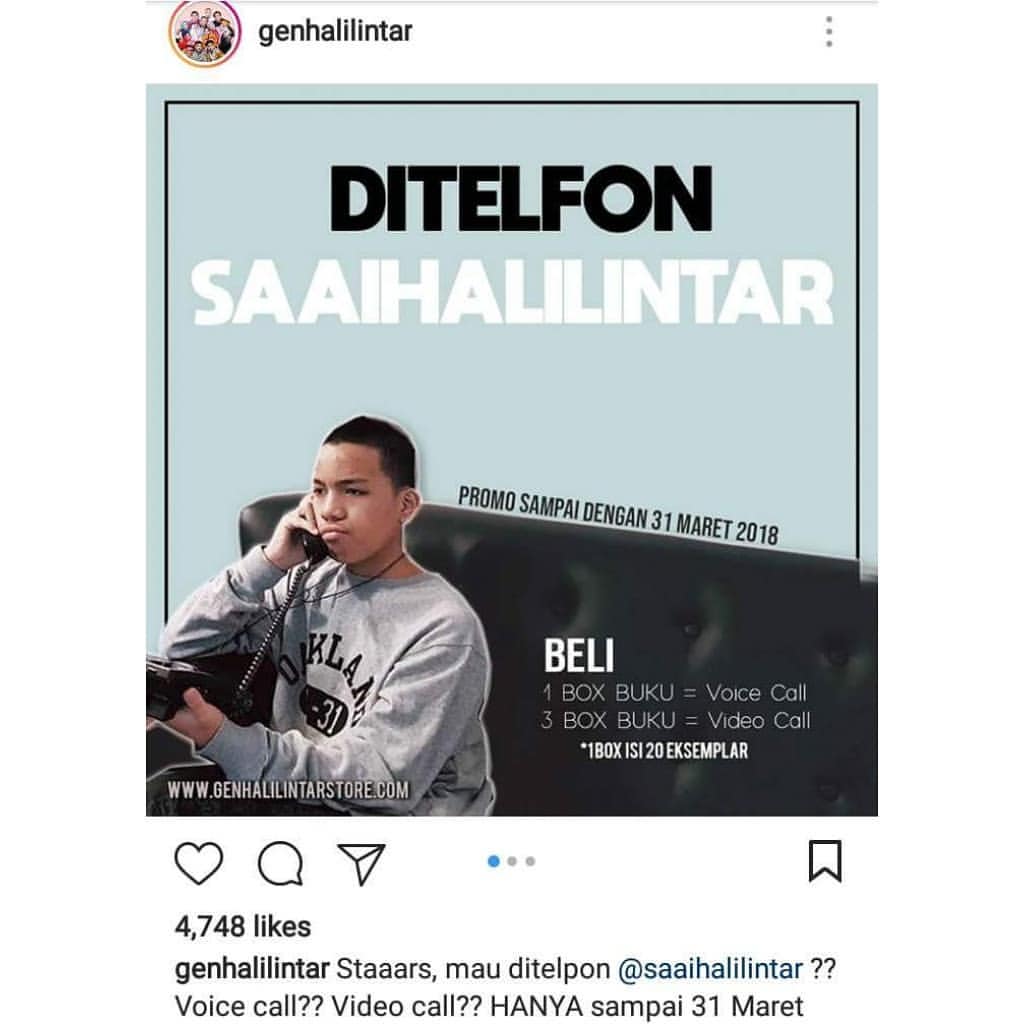 genhalilintar
DITELFON
SAAIHALILINTAR
PROMO SAMPAI DENGAN 31 MARET 2018
BELI
1 BOX BUKU = Voice Call
3 BOX BUKU = Video Call
*1BOX ISI 20 EKSEMPLAR
WWW.GENHALILINTARSTORE.COM
4,748 likes
genhalilintar Staaars, mau ditelpon @saaihalilintar ??
Voice call?? Video call?? HANYA sampai 31 Maret